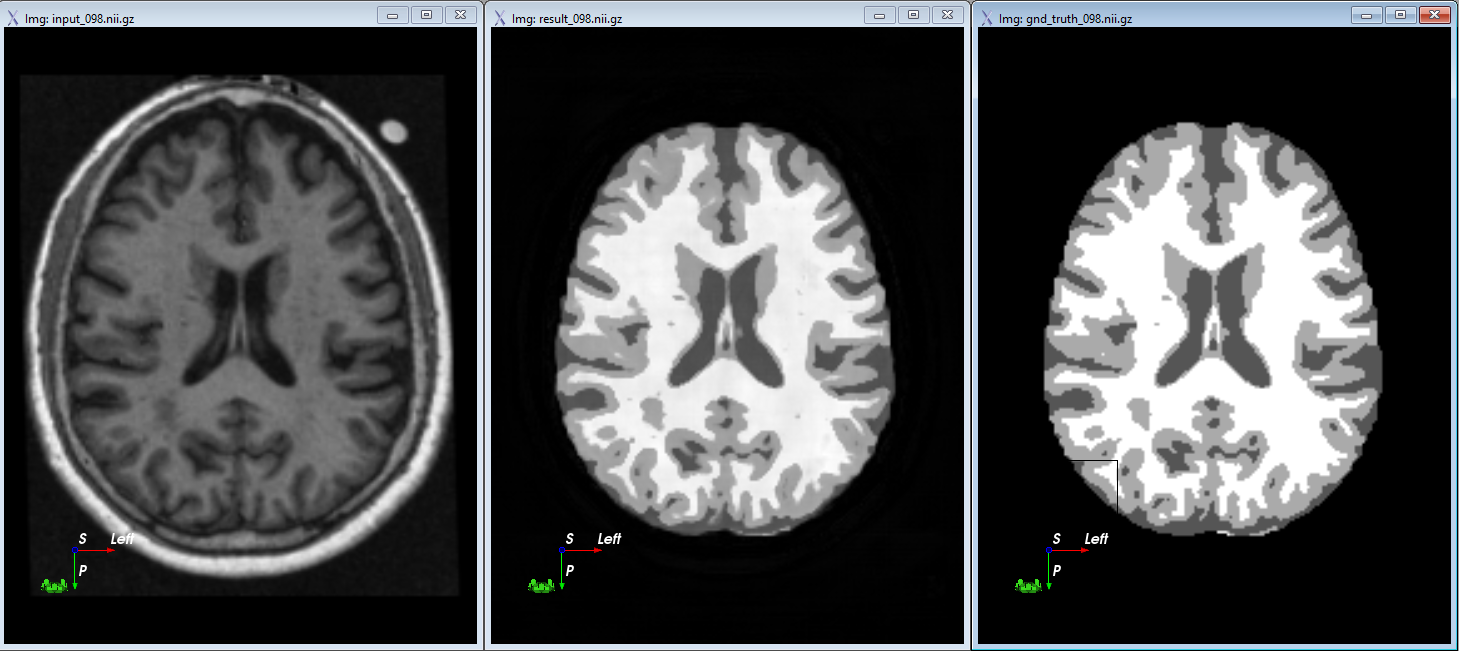 Img: input_098.nii.gz
Img: result_098.nii.gz
Img: gnd_truth_098.nii.gz
S Left
P
S Left
P
S Left
P